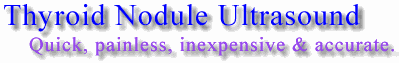 Thyroid Nodule Ultrasound
Quick, painless, inexpensive & accurate.